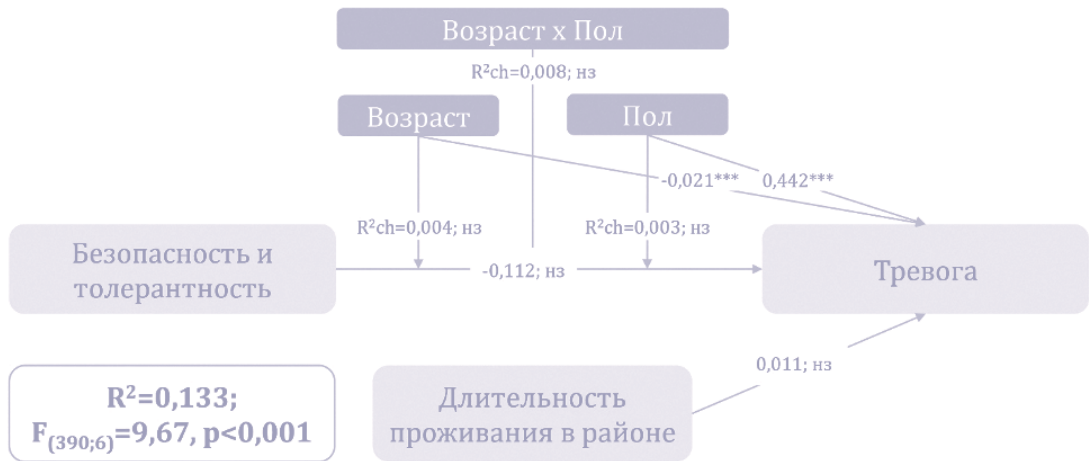 Возраст х Пол
R²ch=0,008; нз
Возраст
Пол
-0,021***
0,442***
R²ch=0,004; нз
R²ch=0,003; нз
Безопасность и
толерантность
-0,112; нз
Тревога
0,011; нз
R²=0,133;
F(390;6)=9,67, p<0,001
Длительность
проживания в районе